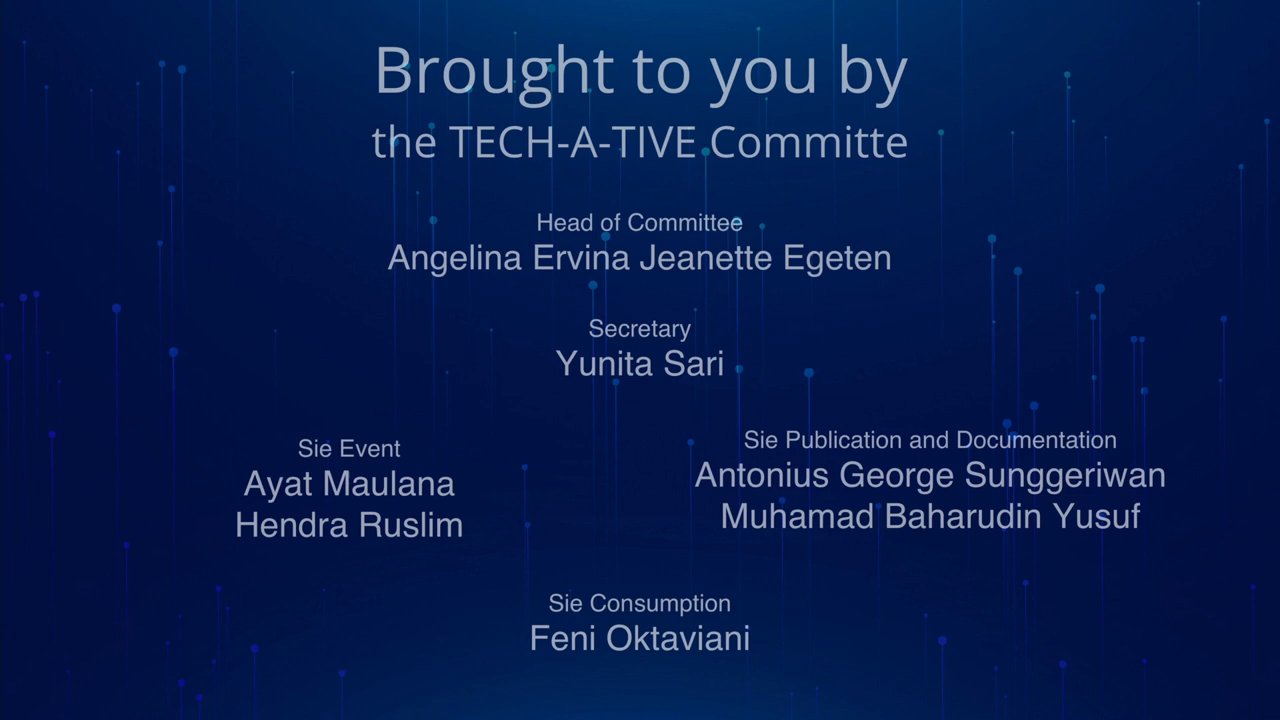 Brought to you by
the TECH-A-TIVE Committe
Head of Committee
Angelina Ervina Jeanette Egeten
Secretary
Yunita Sari
Sie Event
Ayat Maulana
Hendra Ruslim
Sie Publication and Documentation
Antonius George Sunggeriwan
Muhamad Baharudin Yusuf
Sie Consumption
Feni Oktaviani